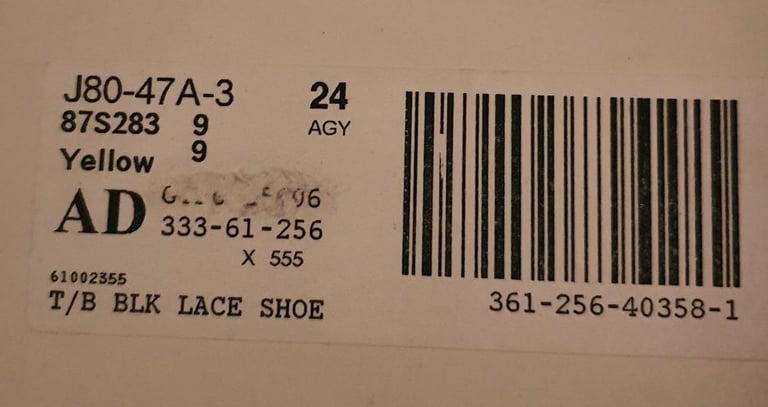 J80-47A-3
24
87S283 9
AGY
Yellow 9
AD
333-61-256
X 555
61002355
T/B BLK LACE SHOE
361-256-40358-1